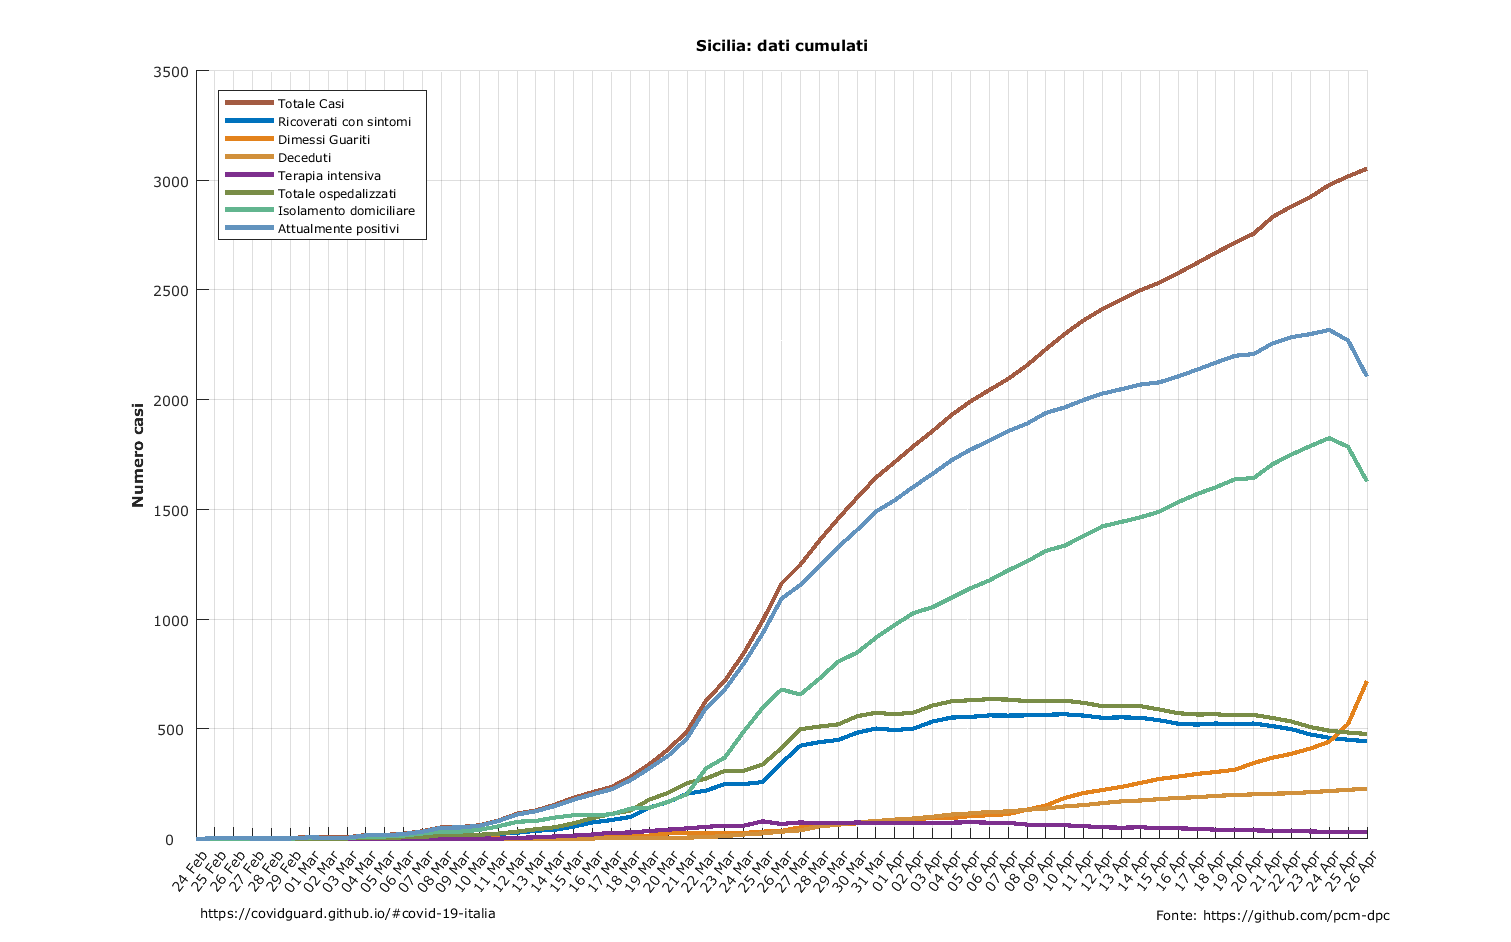 Sicilia: dati cumulati
3500
3000
2500
2000
1500
1000
500
0
Numero casi
Totale Casi
Ricoverati con sintomi
Dimessi Guariti
Deceduti
Terapia intensiva
Totale ospedalizzati
Isolamento domiciliare
Attualmente positivi
24 Feb
25 Feb
26 Feb
27 Feb
28 Feb
29 Feb
01 Mar
02 Mar
03 Mar
04 Mar
05 Mar
06 Mar
07 Mar
08 Mar
09 Mar
10 Mar
11 Mar
12 Mar
13 Mar
14 Mar
15 Mar
16 Mar
17 Mar
18 Mar
19 Mar
20 Mar
21 Mar
22 Mar
23 Mar
24 Mar
25 Mar
26 Mar
27 Mar
28 Mar
29 Mar
30 Mar
31 Mar
01 Apr
02 Apr
03 Apr
04 Apr
05 Apr
06 Apr
07 Apr
08 Apr
09 Apr
10 Apr
11 Apr
12 Apr
13 Apr
14 Apr
15 Apr
16 Apr
17 Apr
18 Apr
19 Apr
20 Apr
21 Apr
22 Apr
23 Apr
24 Apr
25 Apr
26 Apr
https://covidguard.github.io/#covid-19-italia
Fonte: https://github.com/pcm-dpc